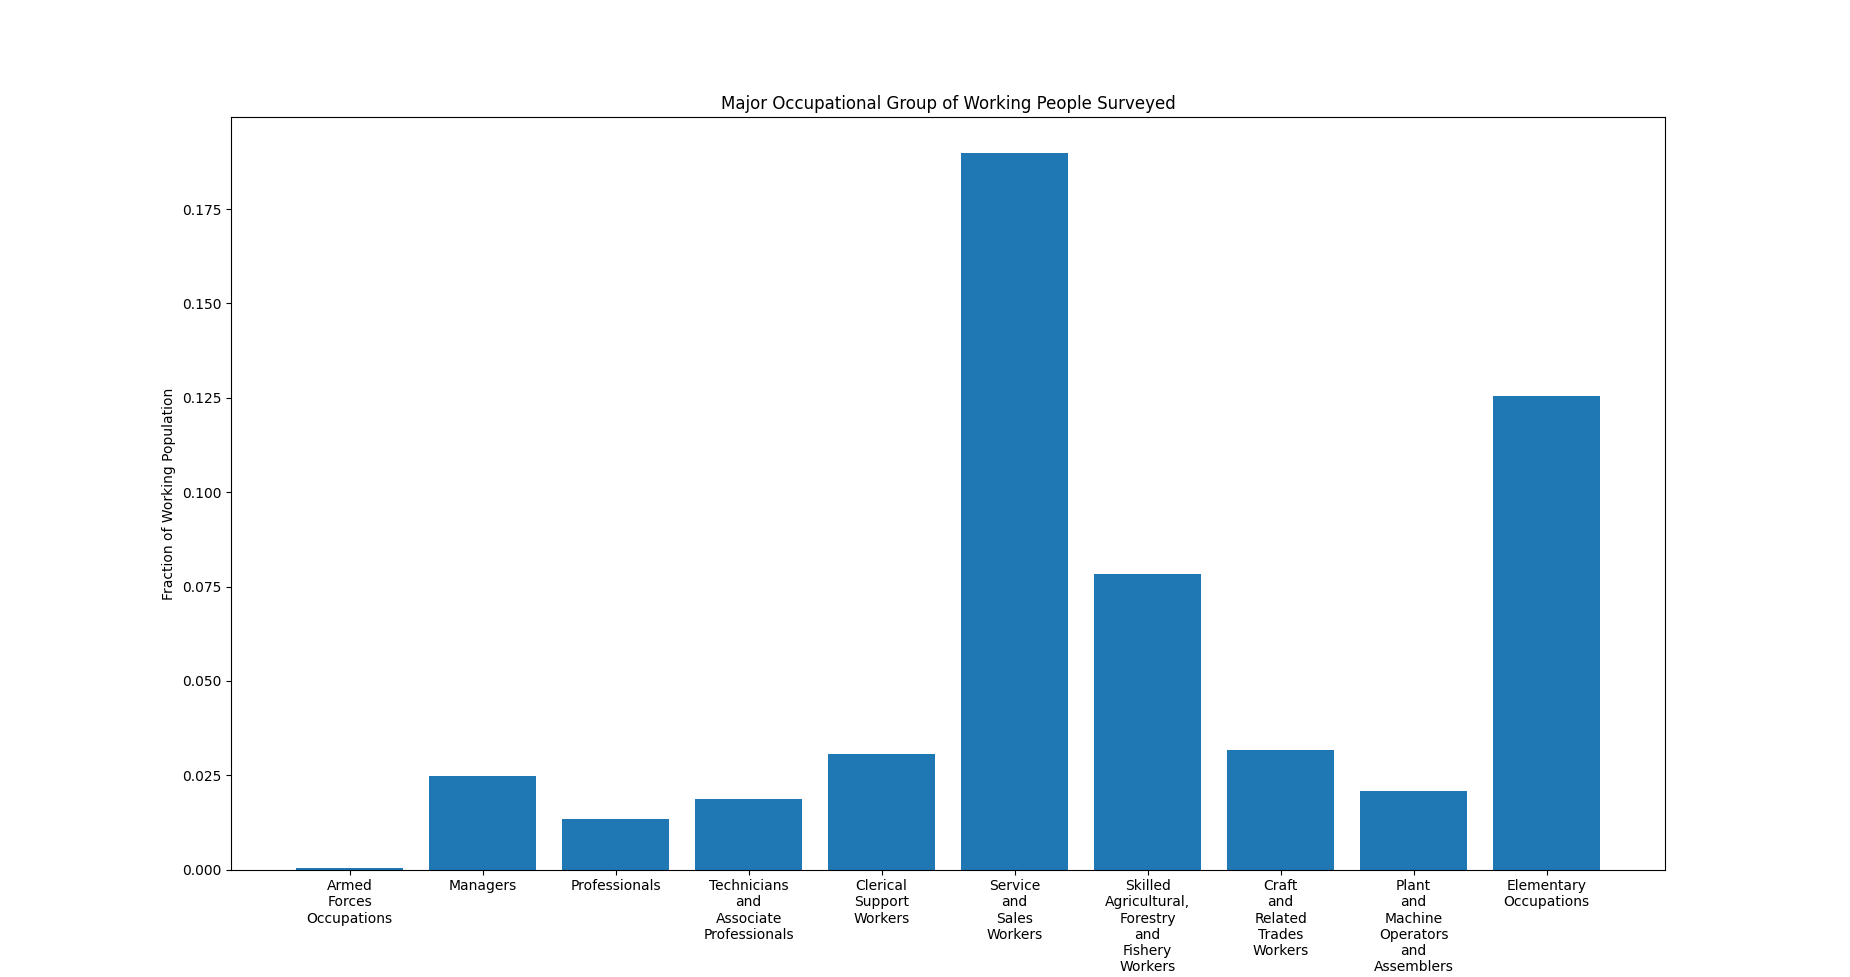 Major Occupational Group of Working People Surveyed
Fraction of Working Population
0.175
0.150
0.125
0.100
0.075
0.050
0.025
0.000
Armed
Forces
Occupations
Managers
Professionals
Technicians
and
Associate
Professionals
Clerical
Support
Workers
Service
and
Sales
Workers
Skilled
Agricultural,
Forestry
and
Fishery
Workers
Craft
and
Related
Trades
Workers
Plant
and
Machine
Operators
and
Assemblers
Elementary
Occupations